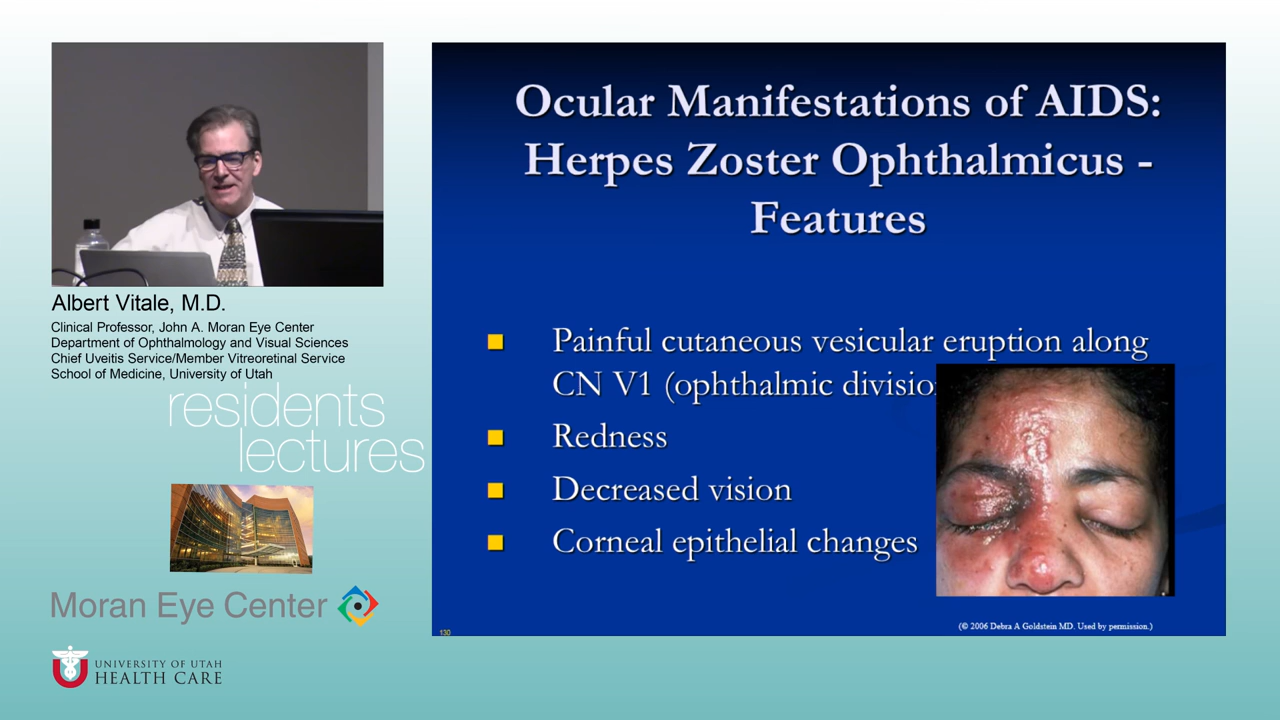 Albert Vitale, M.D.
Clinical Professor, John A. Moran Eye Center
Department of Ophthalmology and Visual Sciences
Chief Uveitis Service/Member Vitreoretinal Service
School of Medicine, University of Utah
residents
lectures
Moran Eye Center
UNIVERSITY OF UTAH
HEALTH CARE
Ocular Manifestations of AIDS:
Herpes Zoster Ophthalmicus -
Features
Painful cutaneous vesicular eruption along
CN V1 (ophthalmic divisio
Redness
Decreased vision
Corneal epithelial changes
(© 2006 Debra A Goldstein MD. Used by permission.)
130